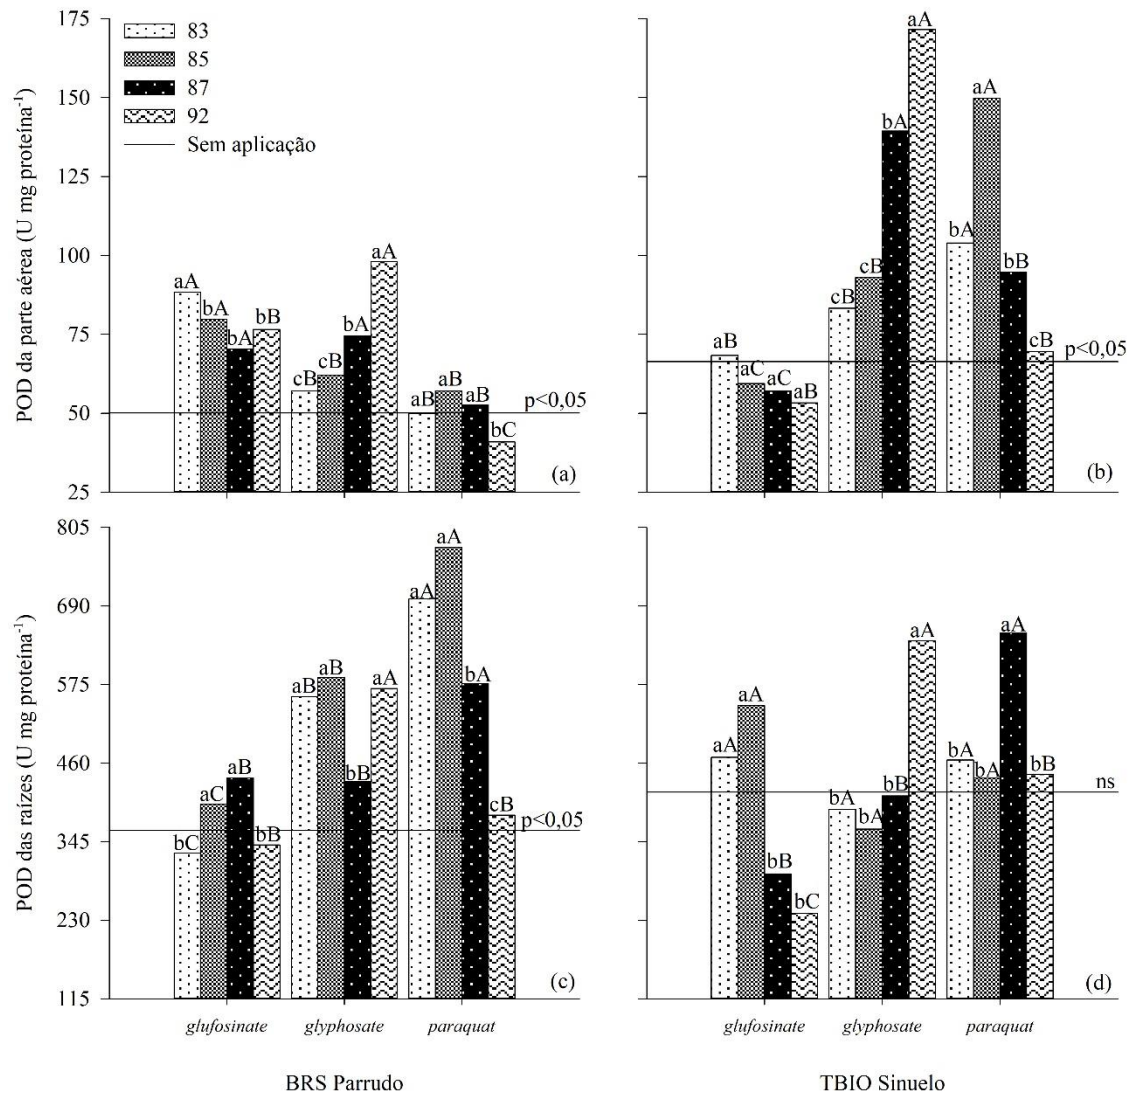 POD da parte aérea (U mg proteína⁻¹)
175
150
125
100
75
50
25
83
85
87
92
Sem aplicação
aA
bA
bA
bB
cB
cB
bA
aA
aB
aB
aB
bC
p<0,05
(a)
aB
aC
aC
aB
cB
cB
bA
aA
bA
aA
bB
cB
p<0,05
(b)
POD das raízes (U mg proteína⁻¹)
805
690
575
460
345
230
115
bC
aC
aB
bB
aB
aB
bB
aA
aA
aA
bA
cB
p<0,05
(c)
aA
aA
bB
bC
bA
bA
bB
aA
bA
bA
aA
bB
ns
(d)
glufosinate glyphosate paraquat
glufosinate glyphosate paraquat
BRS Parrudo
TBIO Sinuelo